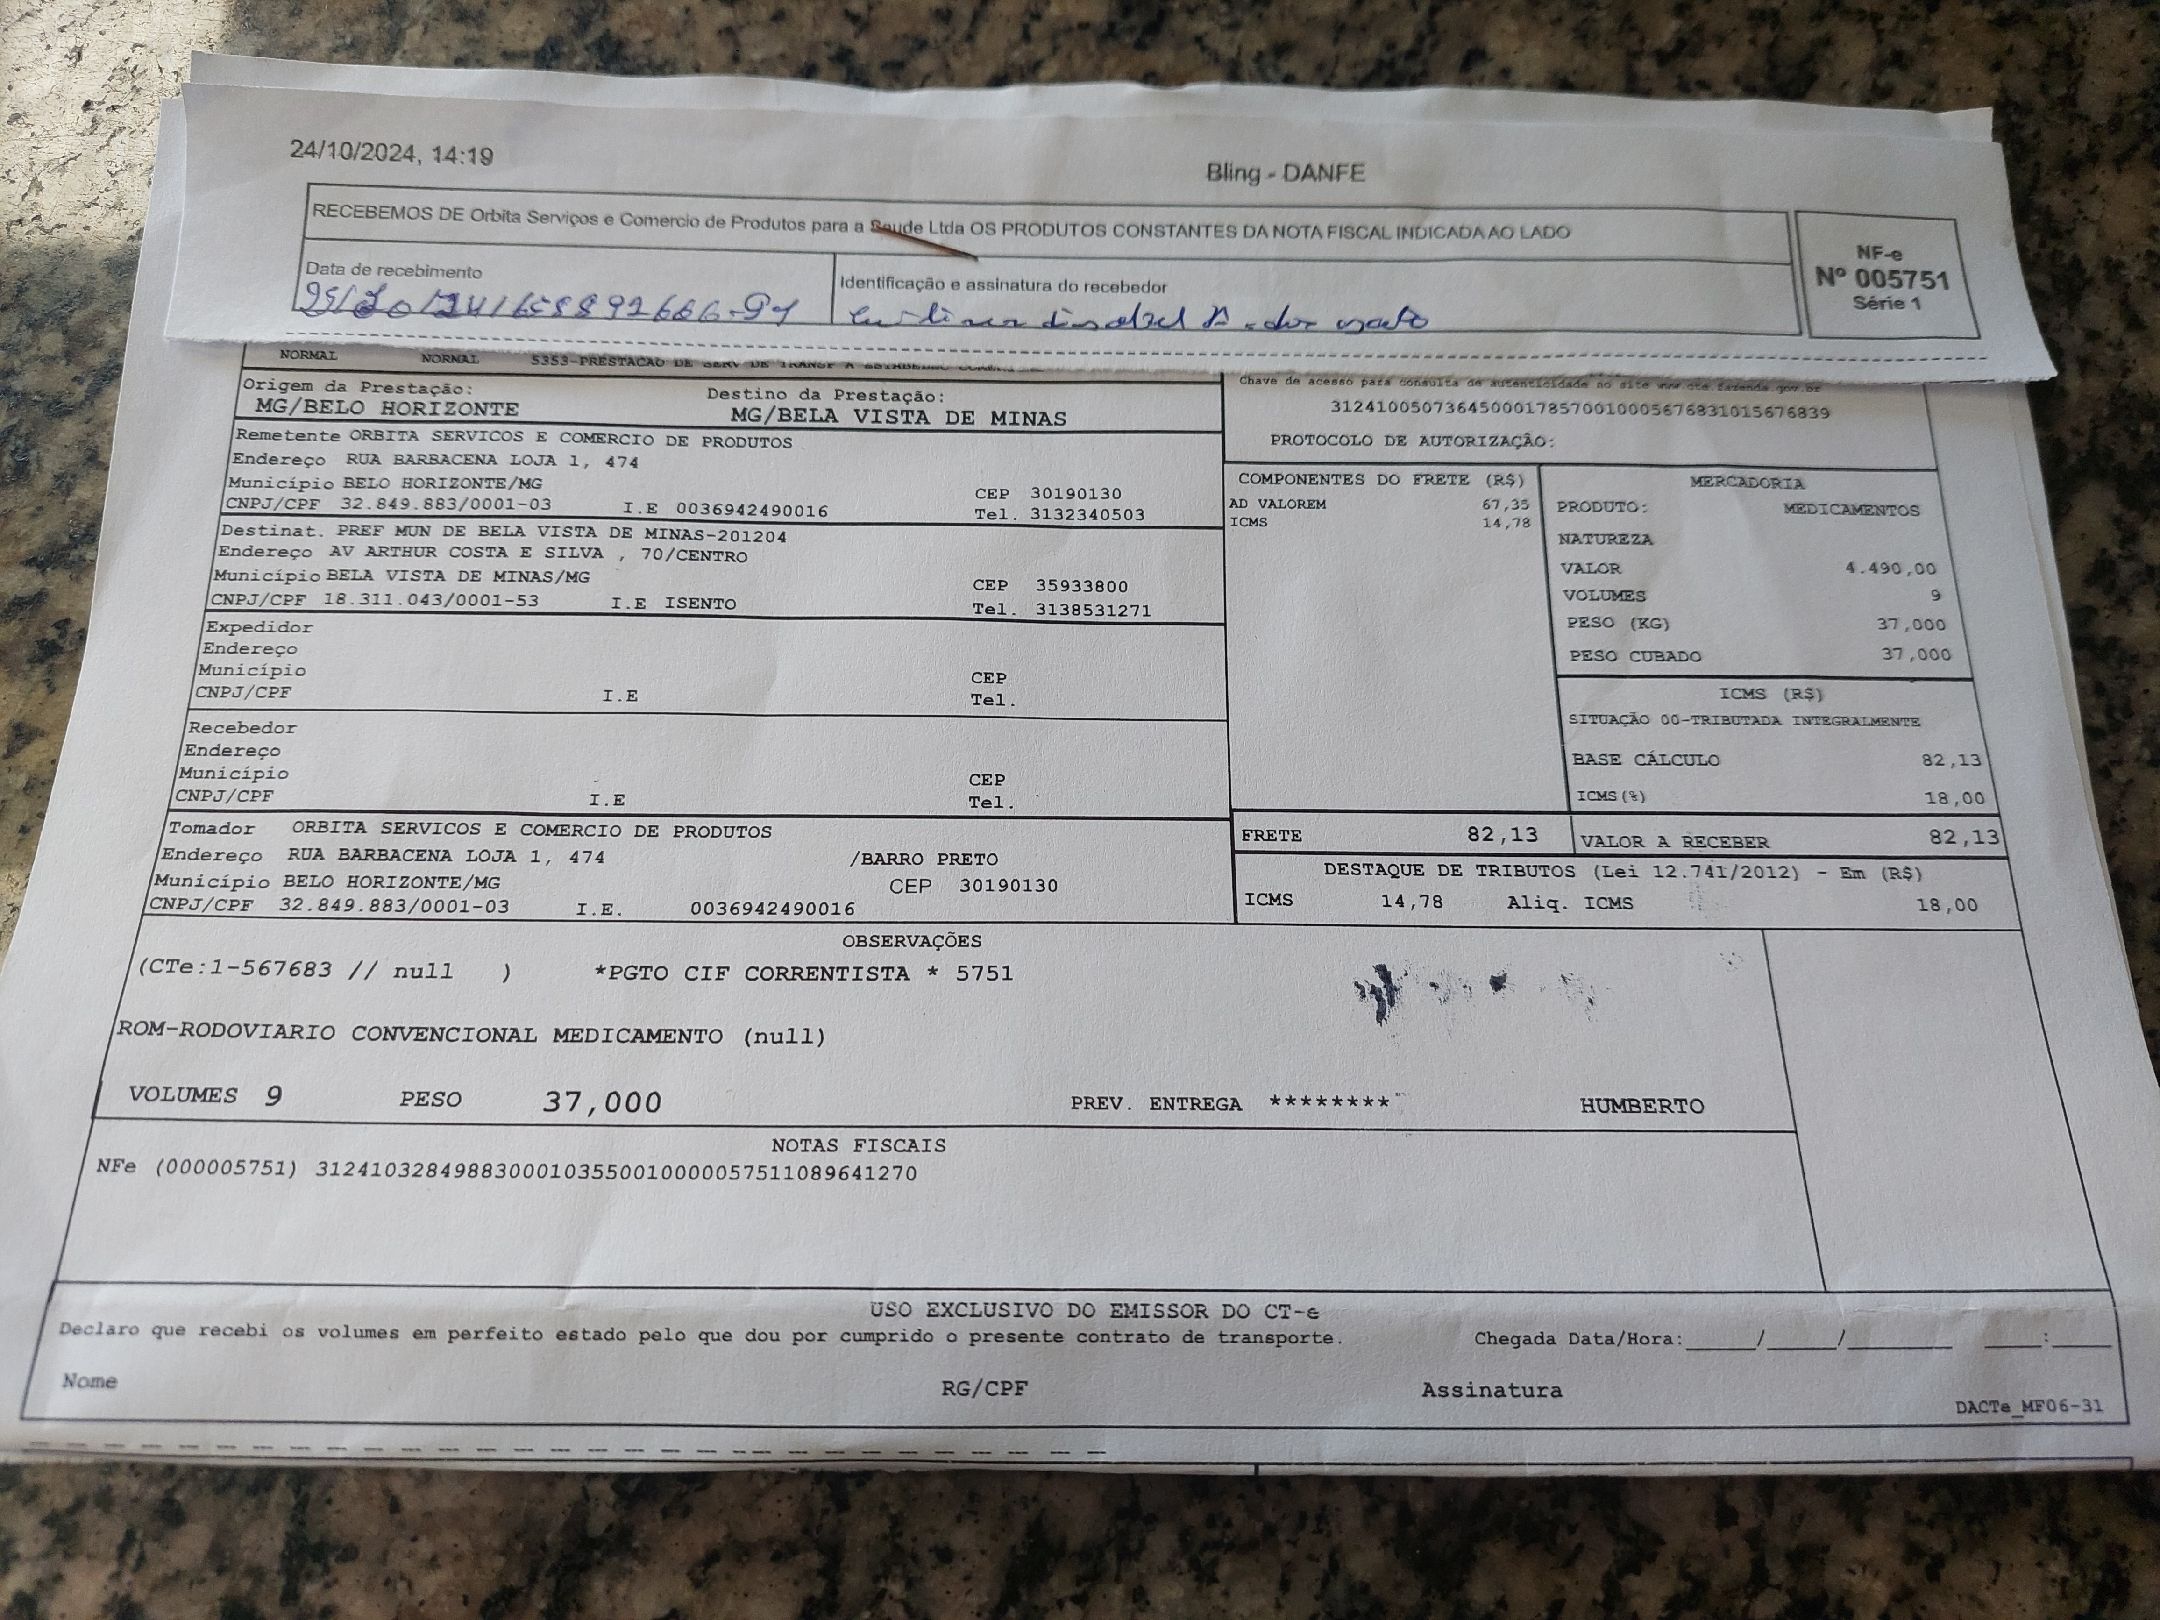 24/10/2024, 14:19
Bling - DANFE
RECEBEMOS DE Orbita Serviços e Comercio de Produtos para a Saude Ltda OS PRODUTOS CONSTANTES DA NOTA FISCAL INDICADA AO LADO
NF-e
Nº 005751
Série 1
Data de recebimento
Identificação e assinatura do recebedor
NORMAL NORMAL 5353-PRESTACAO DE SERV DE TRANSP A
Origem da Prestação: Destino da Prestação:
MG/BELO HORIZONTE MG/BELA VISTA DE MINAS
Chave de acesso para consulta de autenticidade no site www.cte.fazenda.gov.br
31241005073645000178570010005676831015676839
PROTOCOLO DE AUTORIZAÇÃO:
Remetente ORBITA SERVICOS E COMERCIO DE PRODUTOS
Endereço RUA BARBACENA LOJA 1, 474
Município BELO HORIZONTE/MG CEP 30190130
CNPJ/CPF 32.849.883/0001-03 I.E 0036942490016 Tel. 3132340503
Destinat. PREF MUN DE BELA VISTA DE MINAS-201204
Endereço AV ARTHUR COSTA E SILVA , 70/CENTRO
Município BELA VISTA DE MINAS/MG CEP 35933800
CNPJ/CPF 18.311.043/0001-53 I.E ISENTO Tel. 3138531271
Expedidor
Endereço
Município CEP
CNPJ/CPF I.E Tel.
Recebedor
Endereço
Município CEP
CNPJ/CPF I.E Tel.
Tomador ORBITA SERVICOS E COMERCIO DE PRODUTOS
Endereço RUA BARBACENA LOJA 1, 474 /BARRO PRETO
Município BELO HORIZONTE/MG CEP 30190130
CNPJ/CPF 32.849.883/0001-03 I.E. 0036942490016
COMPONENTES DO FRETE (R$)
AD VALOREM 67,35
ICMS 14,78
MERCADORIA
PRODUTO: MEDICAMENTOS
NATUREZA
VALOR 4.490,00
VOLUMES 9
PESO (KG) 37,000
PESO CUBADO 37,000
ICMS (R$)
SITUAÇÃO 00-TRIBUTADA INTEGRALMENTE
BASE CÁLCULO 82,13
ICMS(%) 18,00
FRETE 82,13 VALOR A RECEBER 82,13
DESTAQUE DE TRIBUTOS (Lei 12.741/2012) - Em (R$)
ICMS 14,78 Aliq. ICMS 18,00
OBSERVAÇÕES
(CTe:1-567683 // null ) *PGTO CIF CORRENTISTA * 5751
ROM-RODOVIARIO CONVENCIONAL MEDICAMENTO (null)
VOLUMES 9 PESO 37,000 PREV. ENTREGA ******** HUMBERTO
NOTAS FISCAIS
NFe (000005751) 31241032849883000103550010000057511089641270
USO EXCLUSIVO DO EMISSOR DO CT-e
Declaro que recebi os volumes em perfeito estado pelo que dou por cumprido o presente contrato de transporte. Chegada Data/Hora:_____/_____/________ ____:____
Nome RG/CPF Assinatura
DACTe_MF06-31